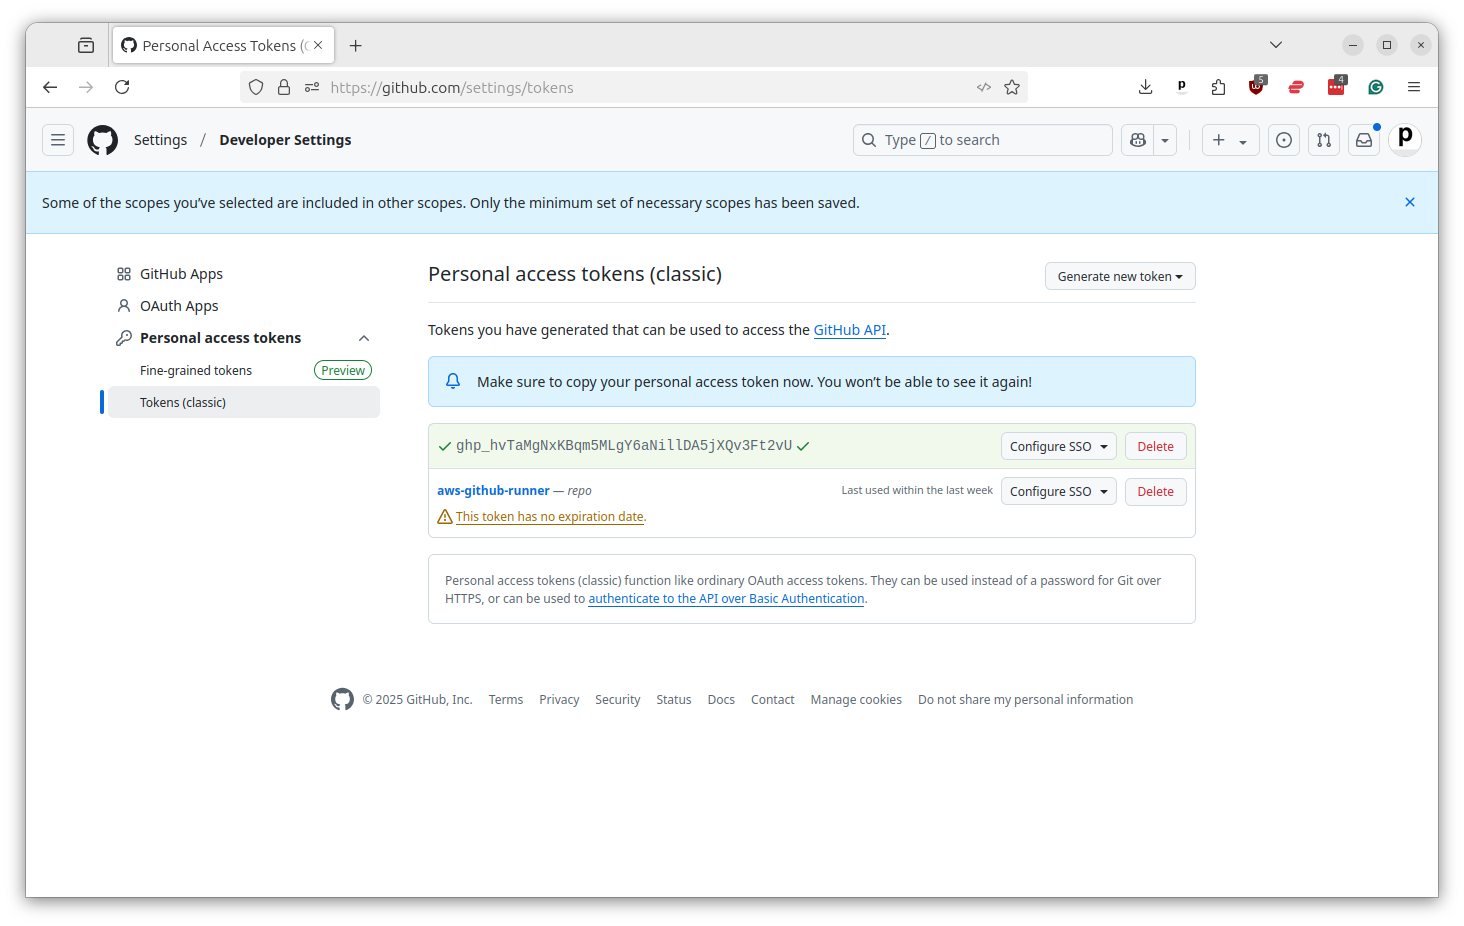 Personal Access Tokens (
https://github.com/settings/tokens
5
4
Settings / Developer Settings
Type / to search
Some of the scopes you’ve selected are included in other scopes. Only the minimum set of necessary scopes has been saved.
GitHub Apps
OAuth Apps
Personal access tokens
Fine-grained tokens Preview
Tokens (classic)
Personal access tokens (classic)
Generate new token
Tokens you have generated that can be used to access the GitHub API.
Make sure to copy your personal access token now. You won’t be able to see it again!
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 Configure SSO Delete
aws-github-runner — repo Last used within the last week Configure SSO Delete
This token has no expiration date.
Personal access tokens (classic) function like ordinary OAuth access tokens. They can be used instead of a password for Git over
HTTPS, or can be used to authenticate to the API over Basic Authentication.
© 2025 GitHub, Inc. Terms Privacy Security Status Docs Contact Manage cookies Do not share my personal information